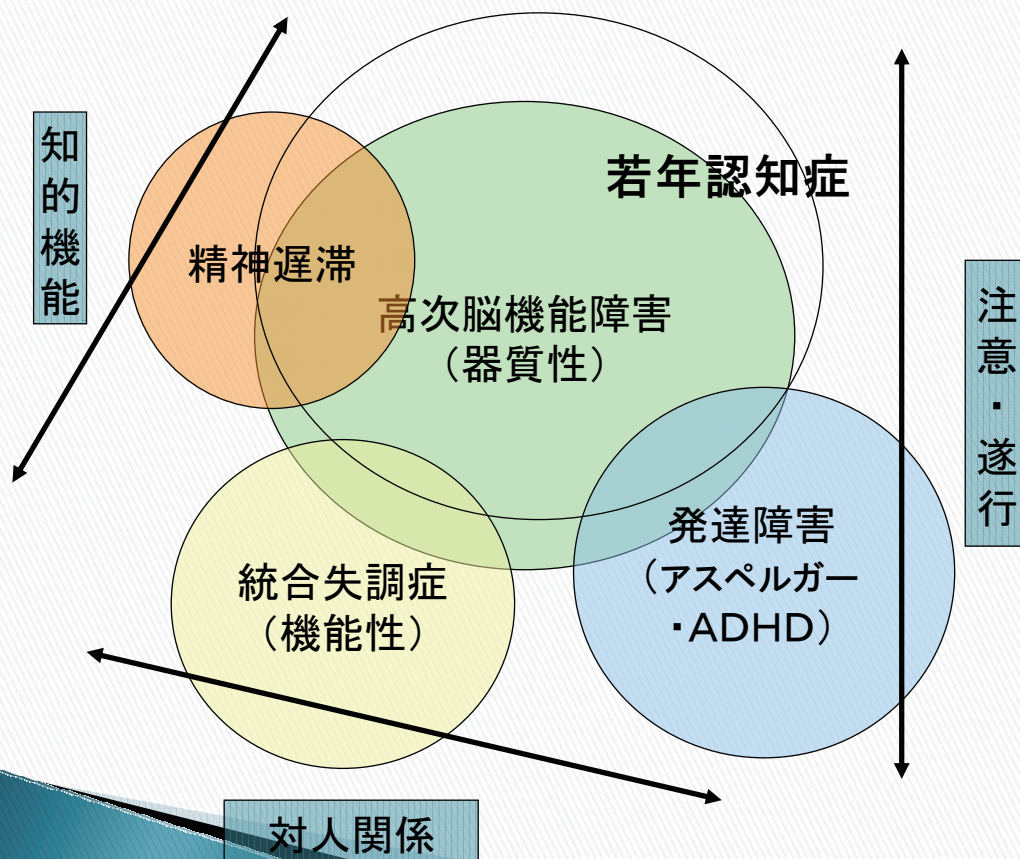 知的機能
若年認知症
精神遅滞
高次脳機能障害
（器質性）
注意・遂行
発達障害
（アスペルガー
・ADHD）
統合失調症
（機能性）
対人関係